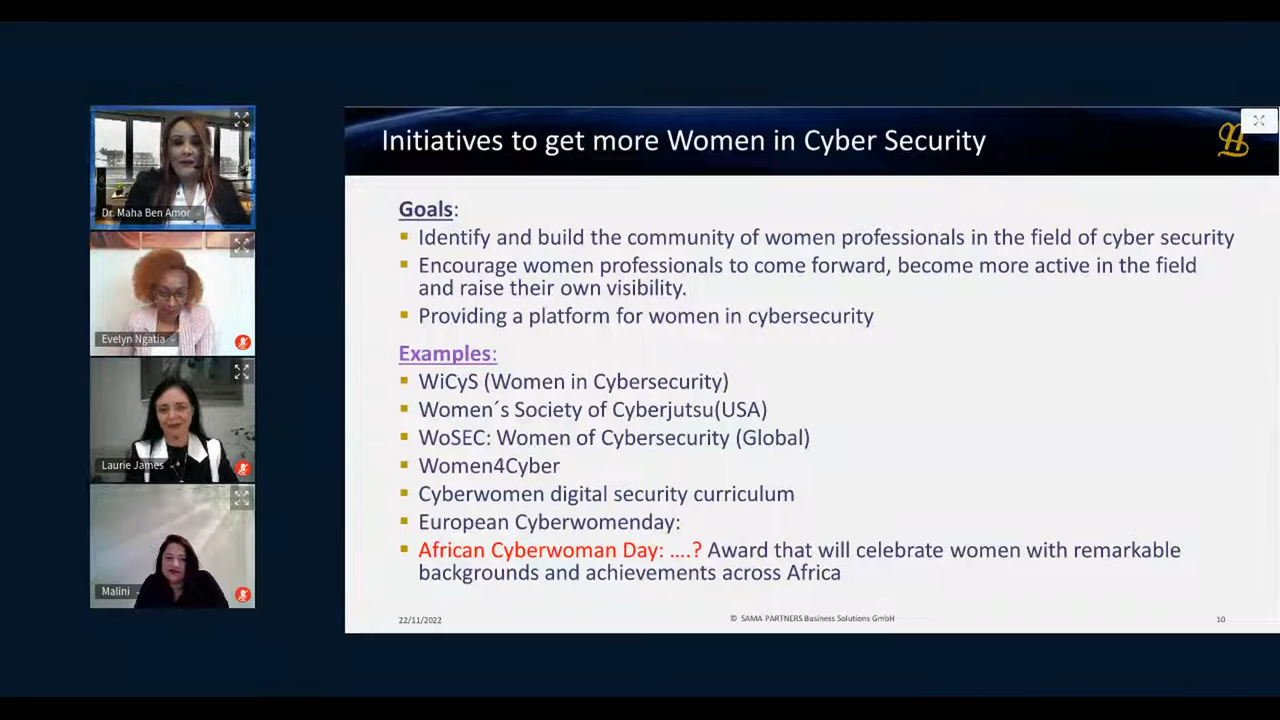 Dr. Maha Ben Amor
Evelyn Ngatia
Laurie James
Malini
Initiatives to get more Women in Cyber Security
Goals:
Identify and build the community of women professionals in the field of cyber security
Encourage women professionals to come forward, become more active in the field
and raise their own visibility.
Providing a platform for women in cybersecurity
Examples:
WiCyS (Women in Cybersecurity)
Women´s Society of Cyberjutsu(USA)
WoSEC: Women of Cybersecurity (Global)
Women4Cyber
Cyberwomen digital security curriculum
European Cyberwomenday:
African Cyberwoman Day: ....? Award that will celebrate women with remarkable
backgrounds and achievements across Africa
22/11/2022
© SAMA PARTNERS Business Solutions GmbH
10